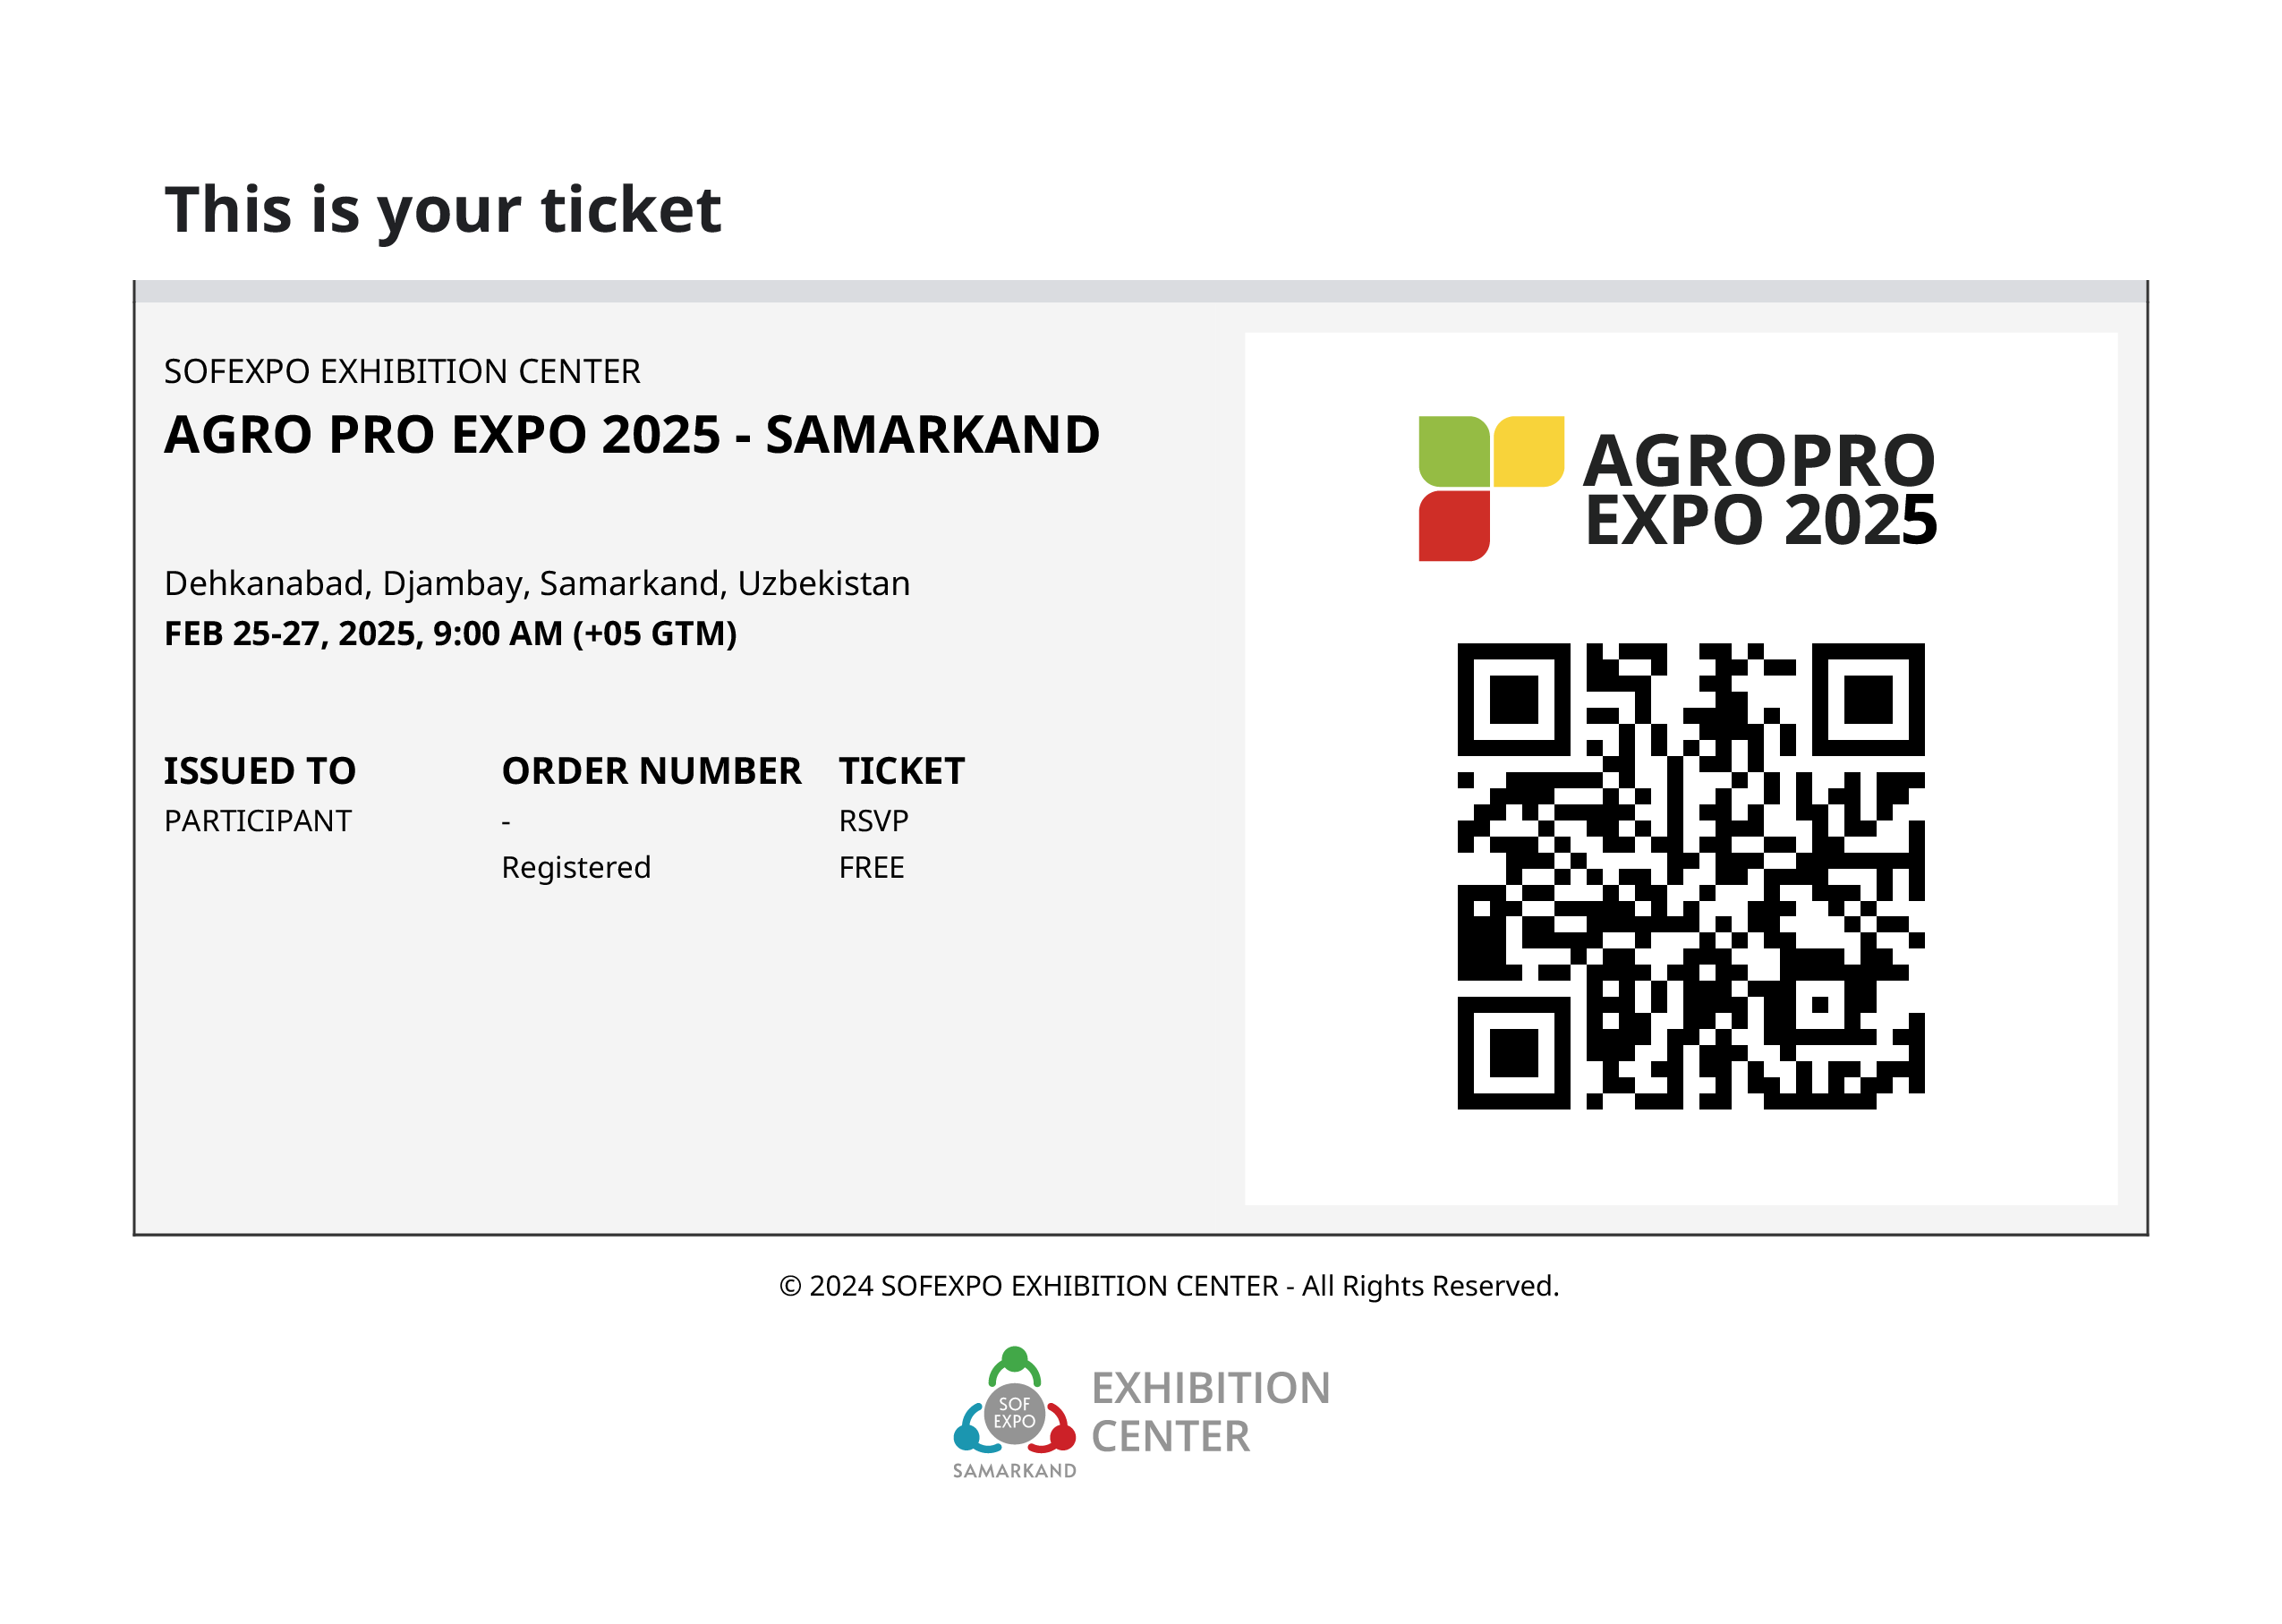 This is your ticket
SOFEXPO EXHIBITION CENTER
AGRO PRO EXPO 2025 - SAMARKAND
Dehkanabad, Djambay, Samarkand, Uzbekistan
FEB 25-27, 2025, 9:00 AM (+05 GTM)
ISSUED TO ORDER NUMBER TICKET
PARTICIPANT - RSVP
Registered FREE
AGROPRO
EXPO 2025
© 2024 SOFEXPO EXHIBITION CENTER - All Rights Reserved.
SOF
EXPO
SAMARKAND
EXHIBITION
CENTER